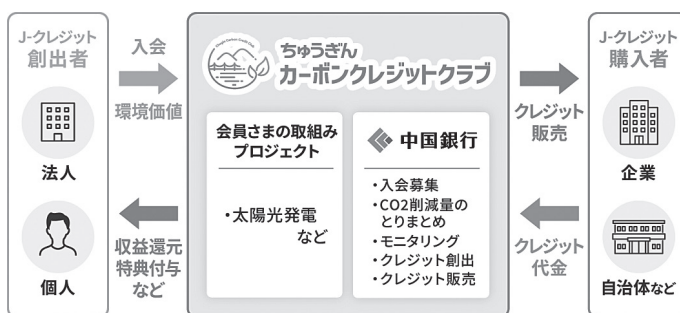 J-クレジット
創出者
法人
個人
入会
環境価値
収益還元
特典付与
など
ちゅうぎん
カーボンクレジットクラブ
会員さまの取組み
プロジェクト
・太陽光発電
など
中国銀行
・入会募集
・CO2削減量の
とりまとめ
・モニタリング
・クレジット創出
・クレジット販売
クレジット
販売
クレジット
代金
J-クレジット
購入者
企業
自治体など